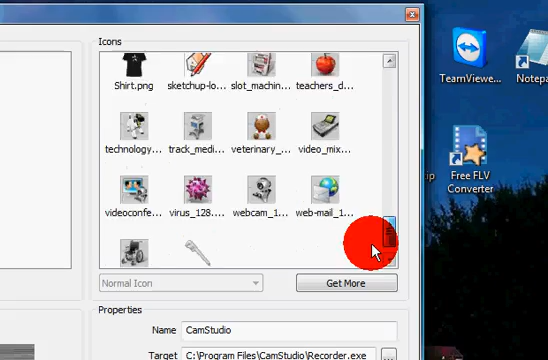 Icons
Shirt.png sketchup-lo... slot_machin... teachers_d...
technology... track_medi... veterinary_... video_mix...
videoconfe... virus_128... webcam_1... web-mail_1...
Normal Icon Get More
Properties
Name CamStudio
Target C:\Program Files\CamStudio\Recorder.exe ...
TeamViewe... Notepa
Free FLV
Converter
ip